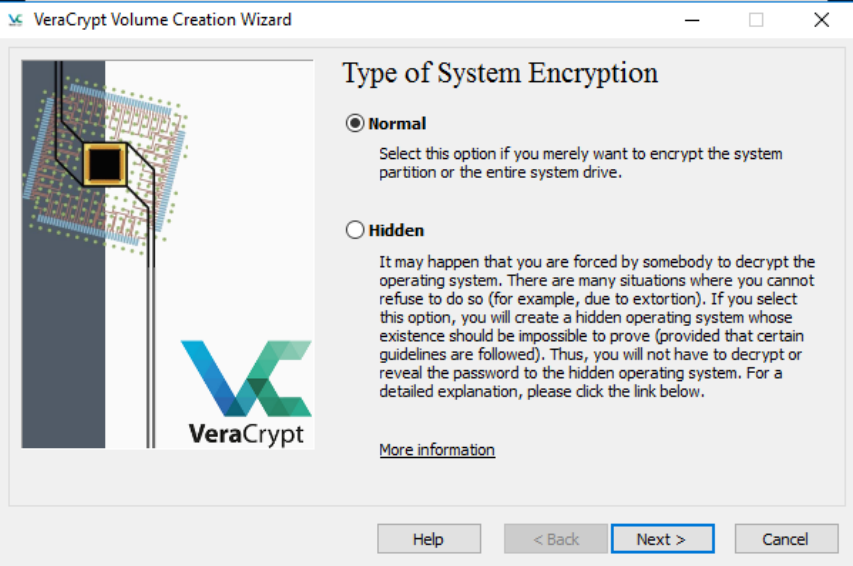 VeraCrypt Volume Creation Wizard
Type of System Encryption
Normal
Select this option if you merely want to encrypt the system
partition or the entire system drive.
Hidden
It may happen that you are forced by somebody to decrypt the
operating system. There are many situations where you cannot
refuse to do so (for example, due to extortion). If you select
this option, you will create a hidden operating system whose
existence should be impossible to prove (provided that certain
guidelines are followed). Thus, you will not have to decrypt or
reveal the password to the hidden operating system. For a
detailed explanation, please click the link below.
VeraCrypt
More information
Help
< Back
Next >
Cancel